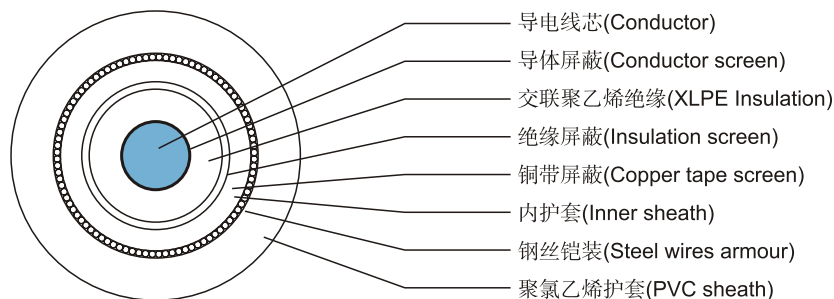 导电线芯(Conductor)
导体屏蔽(Conductor screen)
交联聚乙烯绝缘(XLPE Insulation)
绝缘屏蔽(Insulation screen)
铜带屏蔽(Copper tape screen)
内护套(Inner sheath)
钢丝铠装(Steel wires armour)
聚氯乙烯护套(PVC sheath)